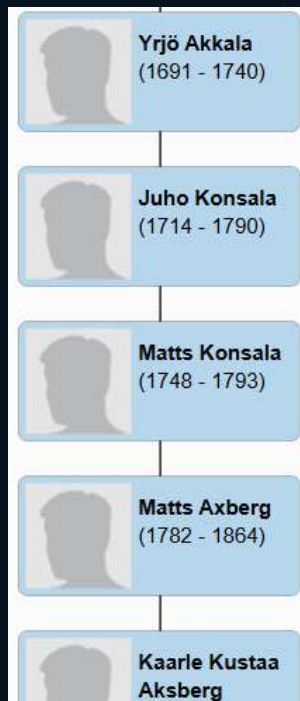 Yrjö Akkala
(1691 - 1740)
Juho Konsala
(1714 - 1790)
Matts Konsala
(1748 - 1793)
Matts Axberg
(1782 - 1864)
Kaarle Kustaa
Aksberg